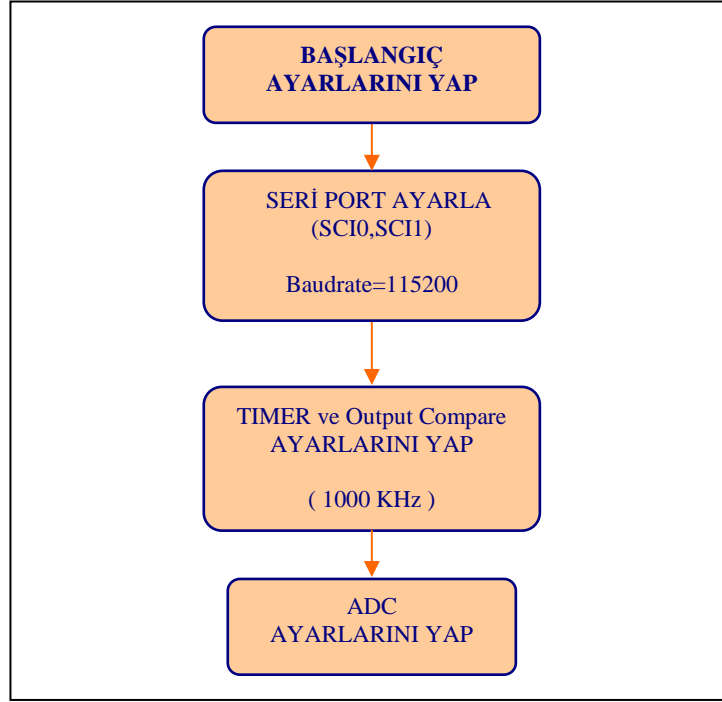 BAŞLANGIÇ
AYARLARINI YAP
SERİ PORT AYARLA
(SCI0,SCI1)
Baudrate=115200
TIMER ve Output Compare
AYARLARINI YAP
( 1000 KHz )
ADC
AYARLARINI YAP